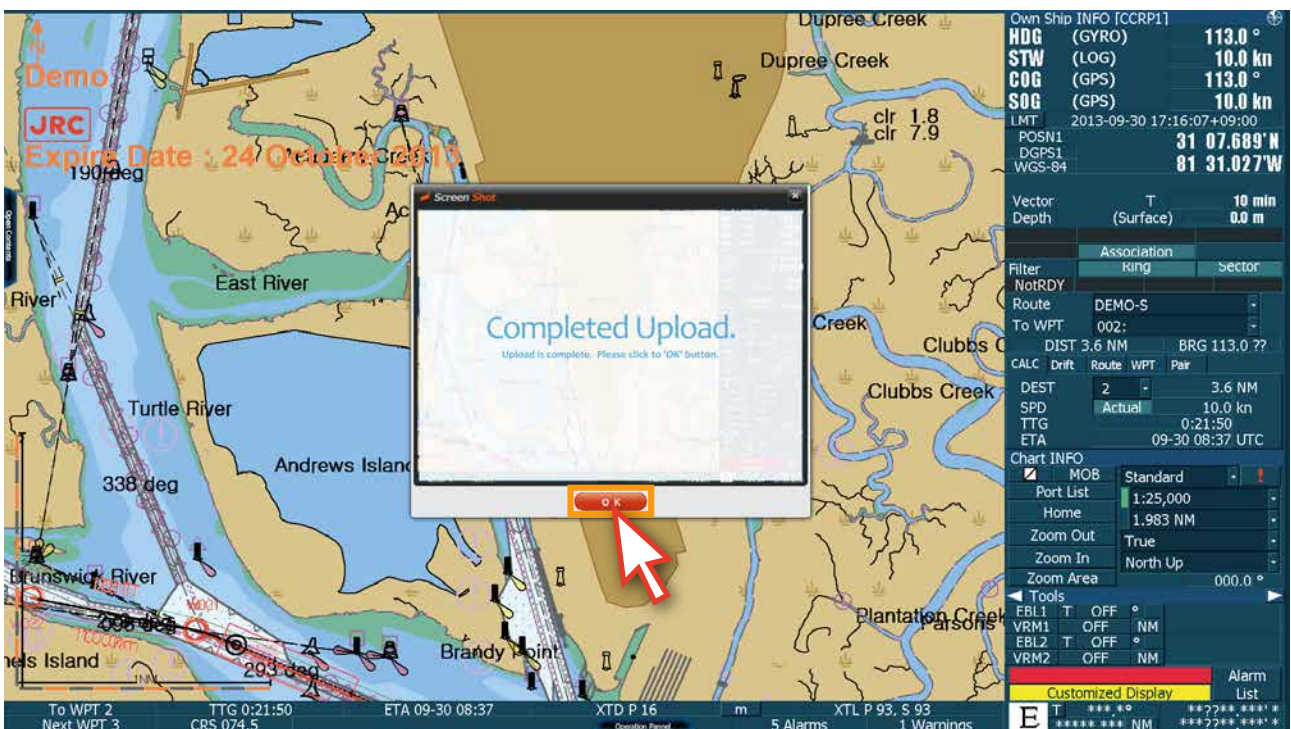 Dupree Creek
Dupree Creek
Demo
JRC
Expire Date : 24 October 2013
190 deg
clr 1.8
clr 7.9
Open Contents
East River
River
Creek
Clubbs C
Clubbs Creek
Turtle River
Andrews Island
338 deg
Brunswick River
Plantation Creek
Parsons
Brandy Point
els Island
293 deg
1NM
Screen Shot
Completed Upload.
Upload is complete. Please click to 'OK' button.
OK
Own Ship INFO [CCRP1]
HDG (GYRO) 113.0 °
STW (LOG) 10.0 kn
COG (GPS) 113.0 °
SOG (GPS) 10.0 kn
LMT 2013-09-30 17:16:07+09:00
POSN1 31 07.689'N
DGPS1
WGS-84 81 31.027'W
Vector T 10 min
Depth (Surface) 0.0 m
Association
Filter Ring Sector
NotRDY
Route DEMO-S
To WPT 002:
DIST 3.6 NM BRG 113.0 ??
CALC Drift Route WPT Pair
DEST 2 3.6 NM
SPD Actual 10.0 kn
TTG 0:21:50
ETA 09-30 08:37 UTC
Chart INFO
MOB Standard !
Port List 1:25,000
Home 1.983 NM
Zoom Out True
Zoom In North Up
Zoom Area 000.0 °
Tools
EBL1 T OFF °
VRM1 OFF NM
EBL2 T OFF °
VRM2 OFF NM
Alarm
Customized Display List
E T ***.*° **??**.***'*
***** *** NM ***??**.***'*
To WPT 2 TTG 0:21:50 ETA 09-30 08:37 XTD P 16 m XTL P 93, S 93
Next WPT 3 CRS 074.5 Operation Pannel 5 Alarms 1 Warnings